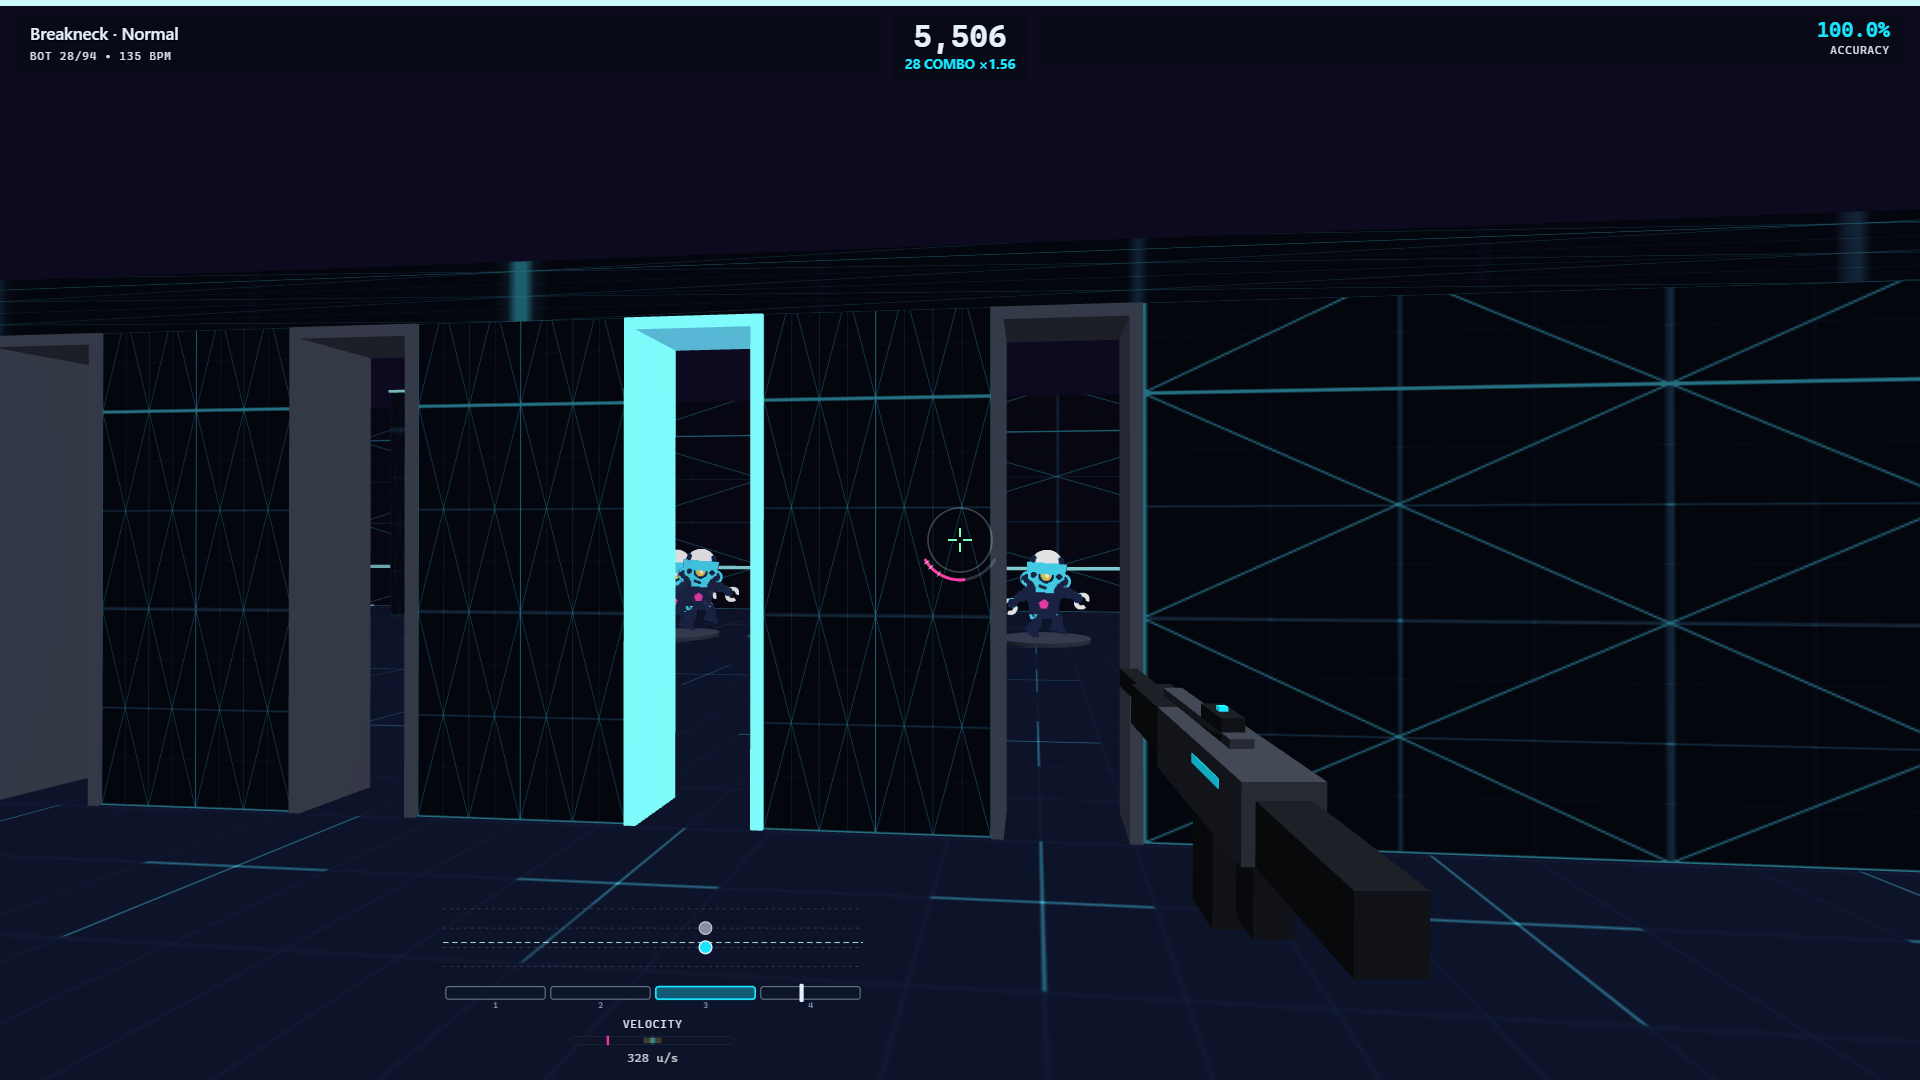 Breakneck · Normal
BOT 28/94 • 135 BPM
5,506
28 COMBO ×1.56
100.0%
ACCURACY
1 2 3 4
VELOCITY
328 u/s